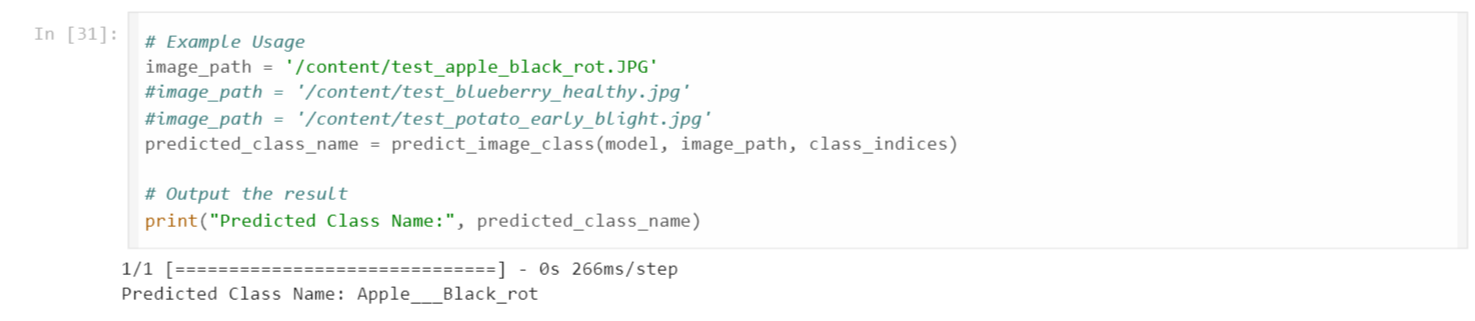 In [31]:
# Example Usage
image_path = '/content/test_apple_black_rot.JPG'
#image_path = '/content/test_blueberry_healthy.jpg'
#image_path = '/content/test_potato_early_blight.jpg'
predicted_class_name = predict_image_class(model, image_path, class_indices)
# Output the result
print("Predicted Class Name:", predicted_class_name)
1/1 [==============================] - 0s 266ms/step
Predicted Class Name: Apple___Black_rot